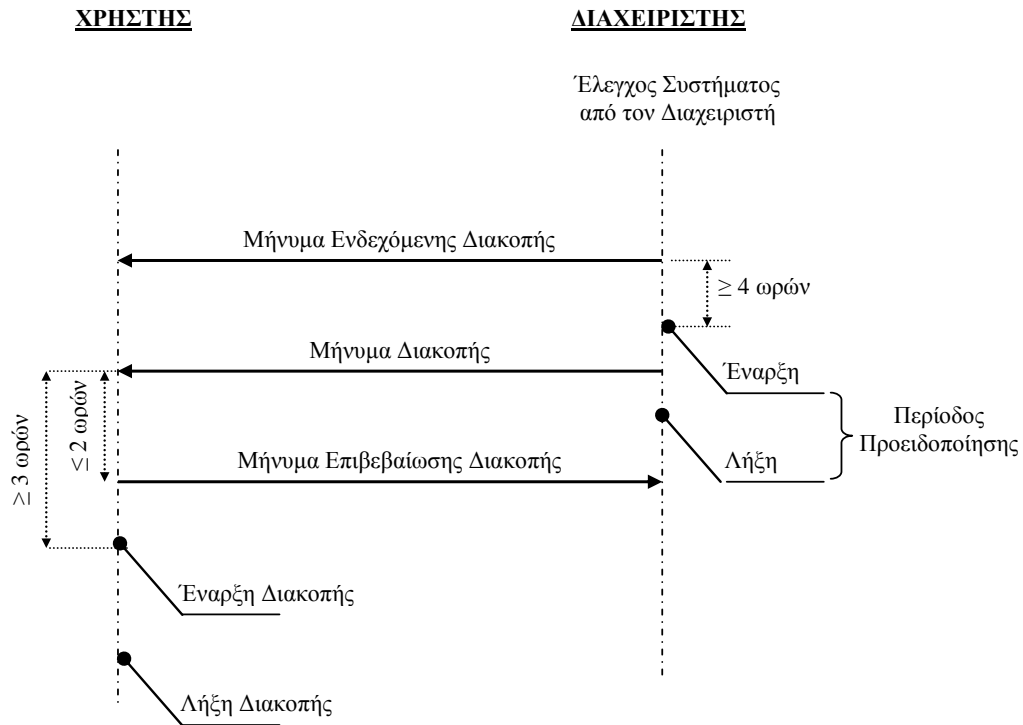 ΧΡΗΣΤΗΣ
ΔΙΑΧΕΙΡΙΣΤΗΣ
Έλεγχος Συστήματος
από τον Διαχειριστή
Μήνυμα Ενδεχόμενης Διακοπής
≥ 4 ωρών
Μήνυμα Διακοπής
Έναρξη
≥ 3 ωρών
≤ 2 ωρών
Περίοδος
Προειδοποίησης
Μήνυμα Επιβεβαίωσης Διακοπής
Λήξη
Έναρξη Διακοπής
Λήξη Διακοπής